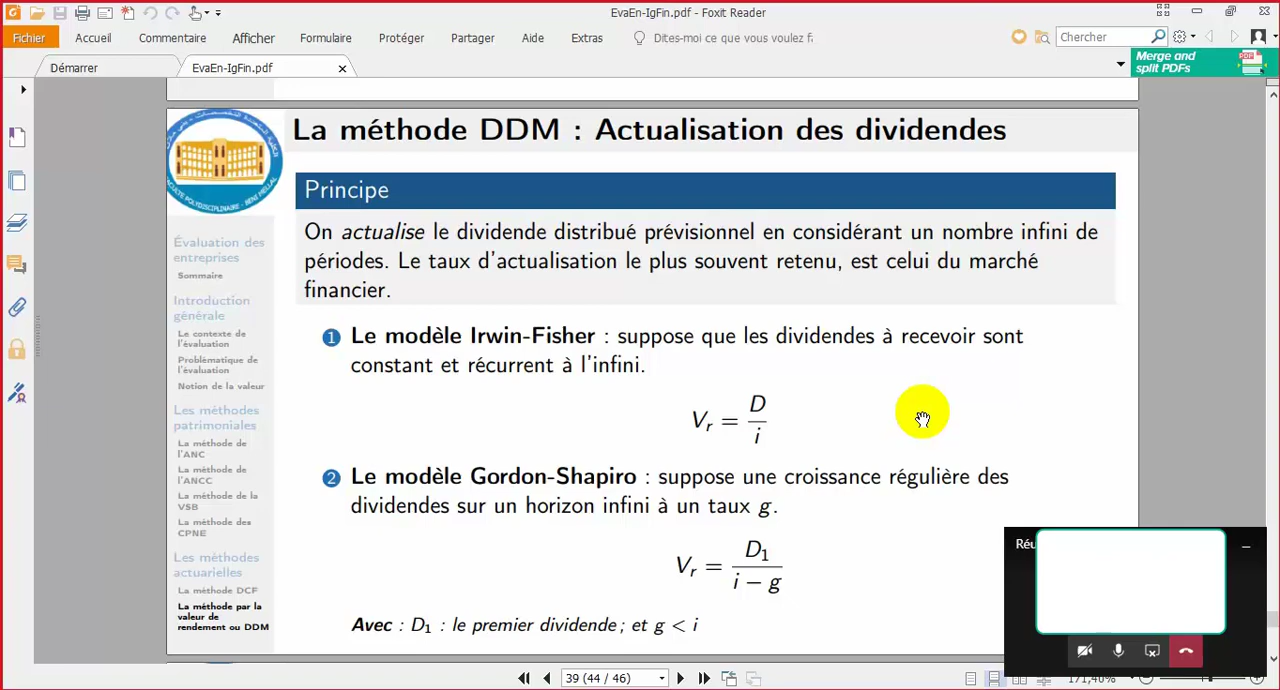 EvaEn-IgFin.pdf - Foxit Reader
Fichier Accueil Commentaire Afficher Formulaire Protéger Partager Aide Extras Dites-moi ce que vous voulez fa Chercher
Démarrer EvaEn-IgFin.pdf
Merge and
split PDFs
La méthode DDM : Actualisation des dividendes
Principe
On actualise le dividende distribué prévisionnel en considérant un nombre infini de
périodes. Le taux d'actualisation le plus souvent retenu, est celui du marché
financier.
1 Le modèle Irwin-Fisher : suppose que les dividendes à recevoir sont
constant et récurrent à l'infini.
Vr = D/i
2 Le modèle Gordon-Shapiro : suppose une croissance régulière des
dividendes sur un horizon infini à un taux g.
Vr = D1/(i − g)
Avec : D1 : le premier dividende ; et g < i
Évaluation des
entreprises
Sommaire
Introduction
générale
Le contexte de
l'évaluation
Problématique de
l'évaluation
Notion de la valeur
Les méthodes
patrimoniales
La méthode de
l'ANC
La méthode de
l'ANCC
La méthode de la
VSB
La méthode des
CPNE
Les méthodes
actuarielles
La méthode DCF
La méthode par la
valeur de
rendement ou DDM
Réu
39 (44 / 46)
171,40%